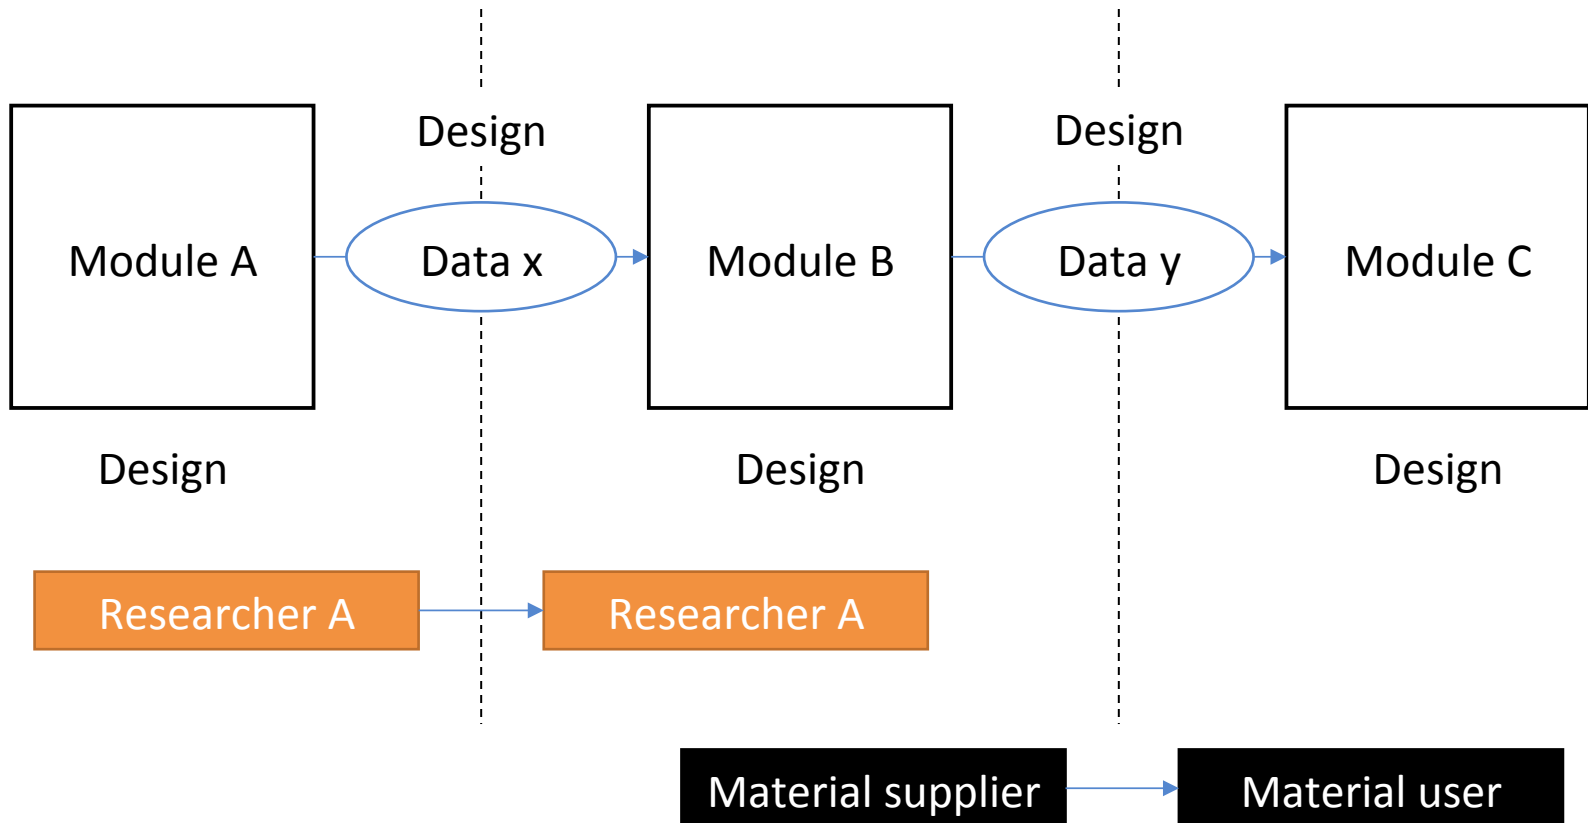 Design
Design
Module A
Data x
Module B
Data y
Module C
Design
Design
Design
Researcher A
Researcher A
Material supplier
Material user